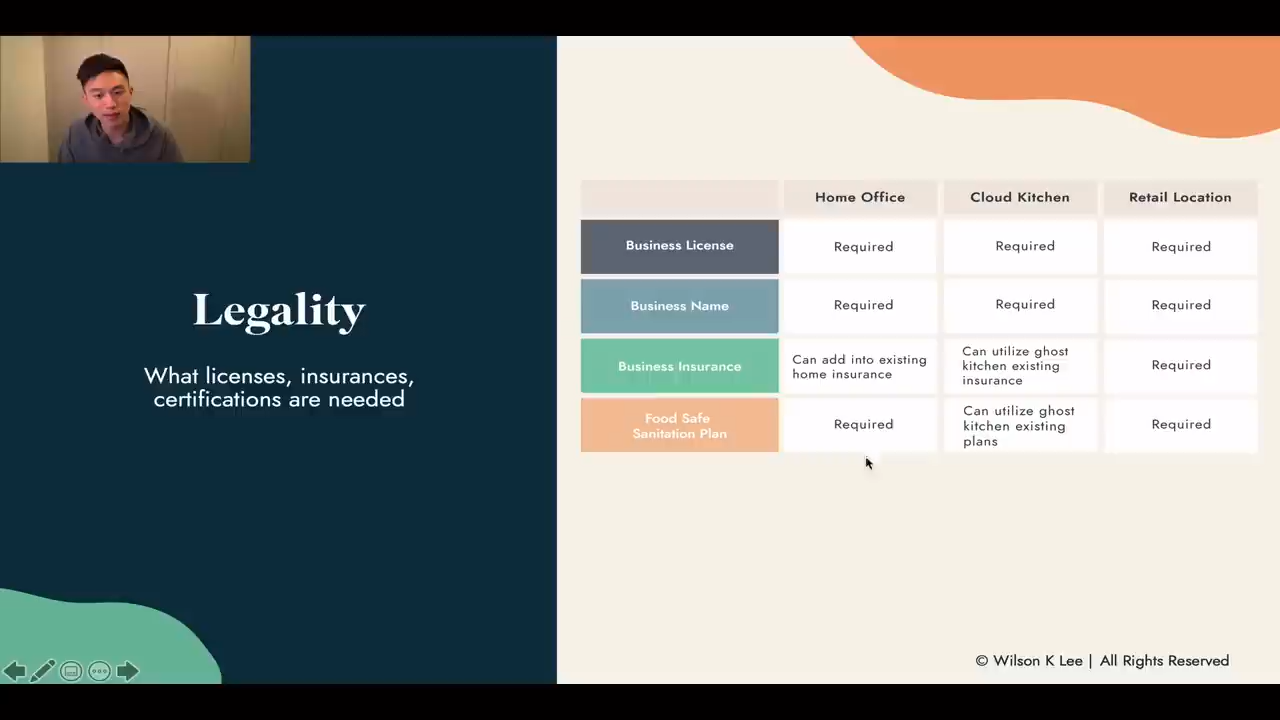 Legality
What licenses, insurances,
certifications are needed
Home Office
Cloud Kitchen
Retail Location
Business License
Required
Required
Required
Business Name
Required
Required
Required
Business Insurance
Can add into existing
home insurance
Can utilize ghost
kitchen existing
insurance
Required
Food Safe
Sanitation Plan
Required
Can utilize ghost
kitchen existing
plans
Required
© Wilson K Lee | All Rights Reserved